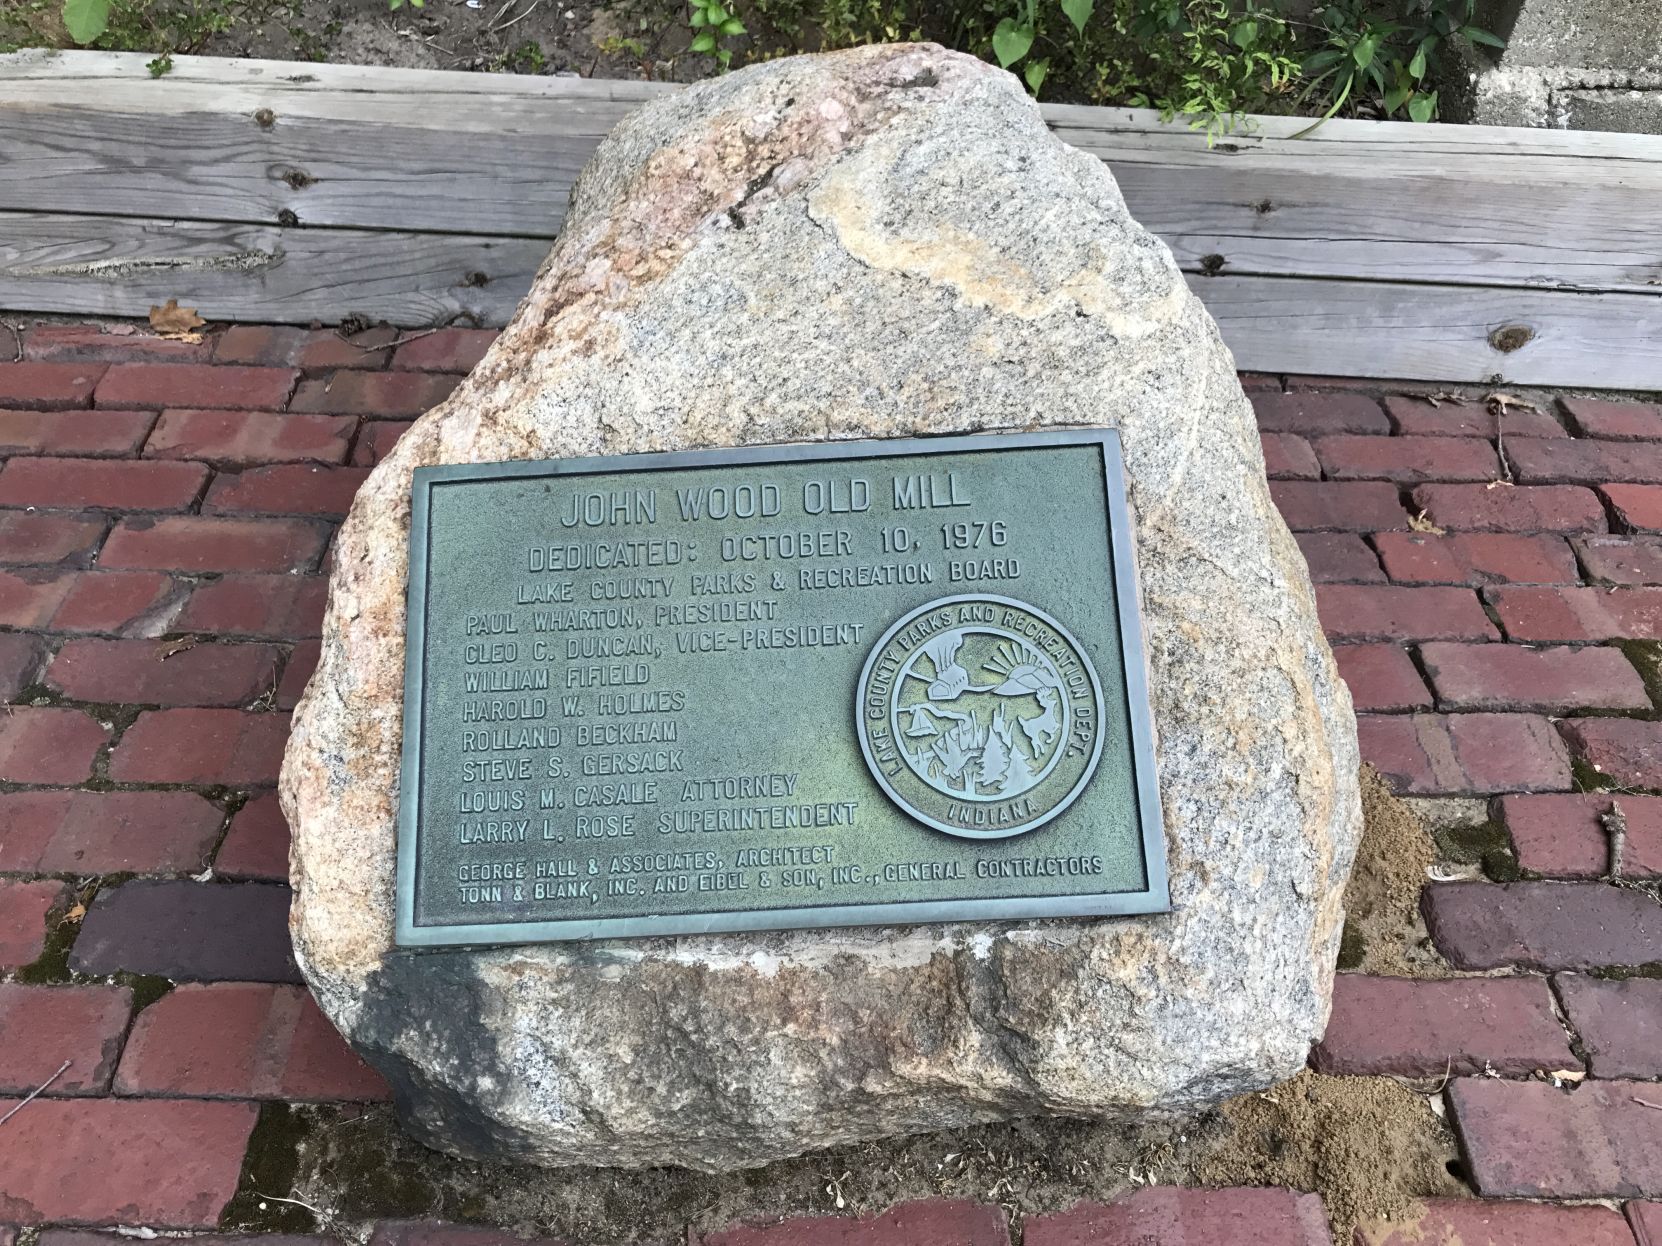 JOHN WOOD OLD MILL
DEDICATED: OCTOBER 10, 1976
LAKE COUNTY PARKS & RECREATION BOARD
PAUL WHARTON, PRESIDENT
CLEO C. DUNCAN, VICE-PRESIDENT
WILLIAM FIFIELD
HAROLD W. HOLMES
ROLLAND BECKHAM
STEVE S. GERSACK
LOUIS M. CASALE ATTORNEY
LARRY L. ROSE SUPERINTENDENT
GEORGE HALL & ASSOCIATES, ARCHITECT
TONN & BLANK, INC. AND EIBEL & SON, INC., GENERAL CONTRACTORS
LAKE COUNTY PARKS AND RECREATION DEPT.
INDIANA